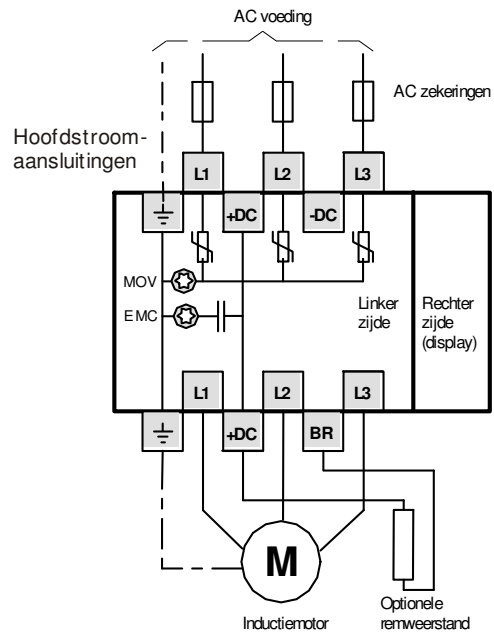 AC voeding
AC zekeringen
Hoofdstroom-
aansluitingen
L1
L2
L3
+DC
-DC
MOV
EMC
Linker
zijde
Rechter
zijde
(display)
L1
L2
L3
+DC
BR
M
Inductiemotor
Optionele
remweerstand